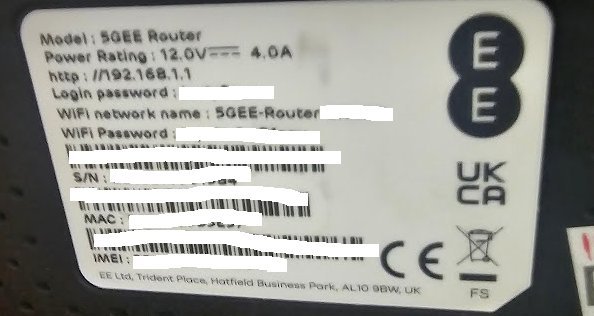 Model : 5GEE Router
Power Rating : 12.0V⎓ 4.0A
http : //192.168.1.1
Login password :
WiFi network name : 5GEE-Router
WiFi Password :
S/N :
MAC :
IMEI :
EE Ltd, Trident Place, Hatfield Business Park, AL10 9BW, UK
E
E
UK
CA
CE
FS